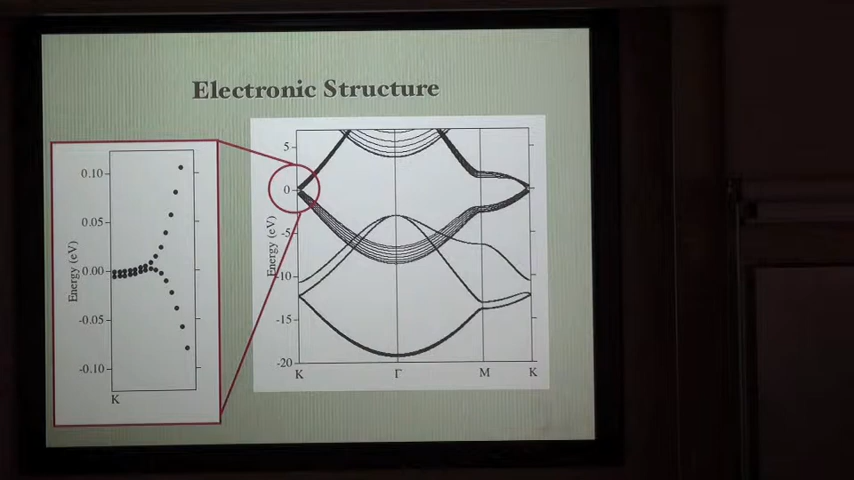 Electronic Structure
0.10
0.05
0.00
-0.05
-0.10
Energy (eV)
K
5
0
-5
-10
-15
-20
Energy (eV)
K Γ M K